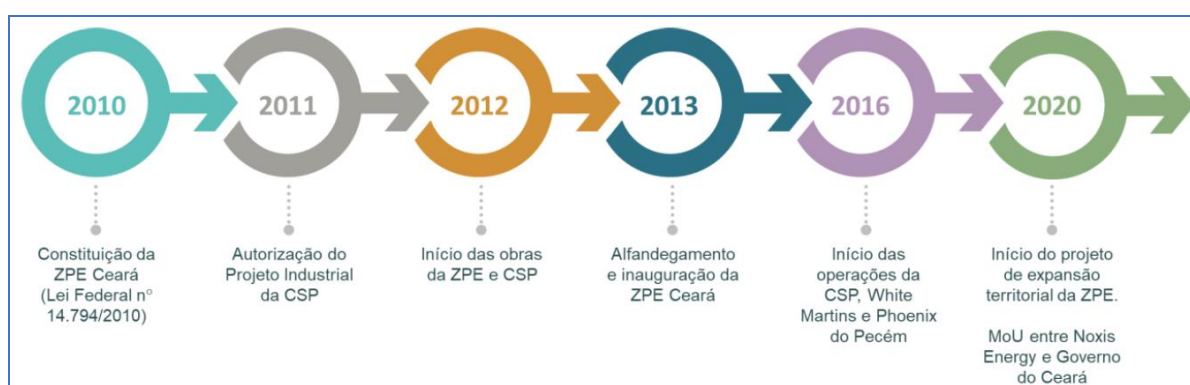 2010
2011
2012
2013
2016
2020
Constituição da
ZPE Ceará
(Lei Federal n°
14.794/2010)
Autorização do
Projeto Industrial
da CSP
Início das obras
da ZPE e CSP
Alfandegamento
e inauguração da
ZPE Ceará
Início das
operações da
CSP, White
Martins e Phoenix
do Pecém
Início do projeto
de expansão
territorial da ZPE.
MoU entre Noxis
Energy e Governo
do Ceará